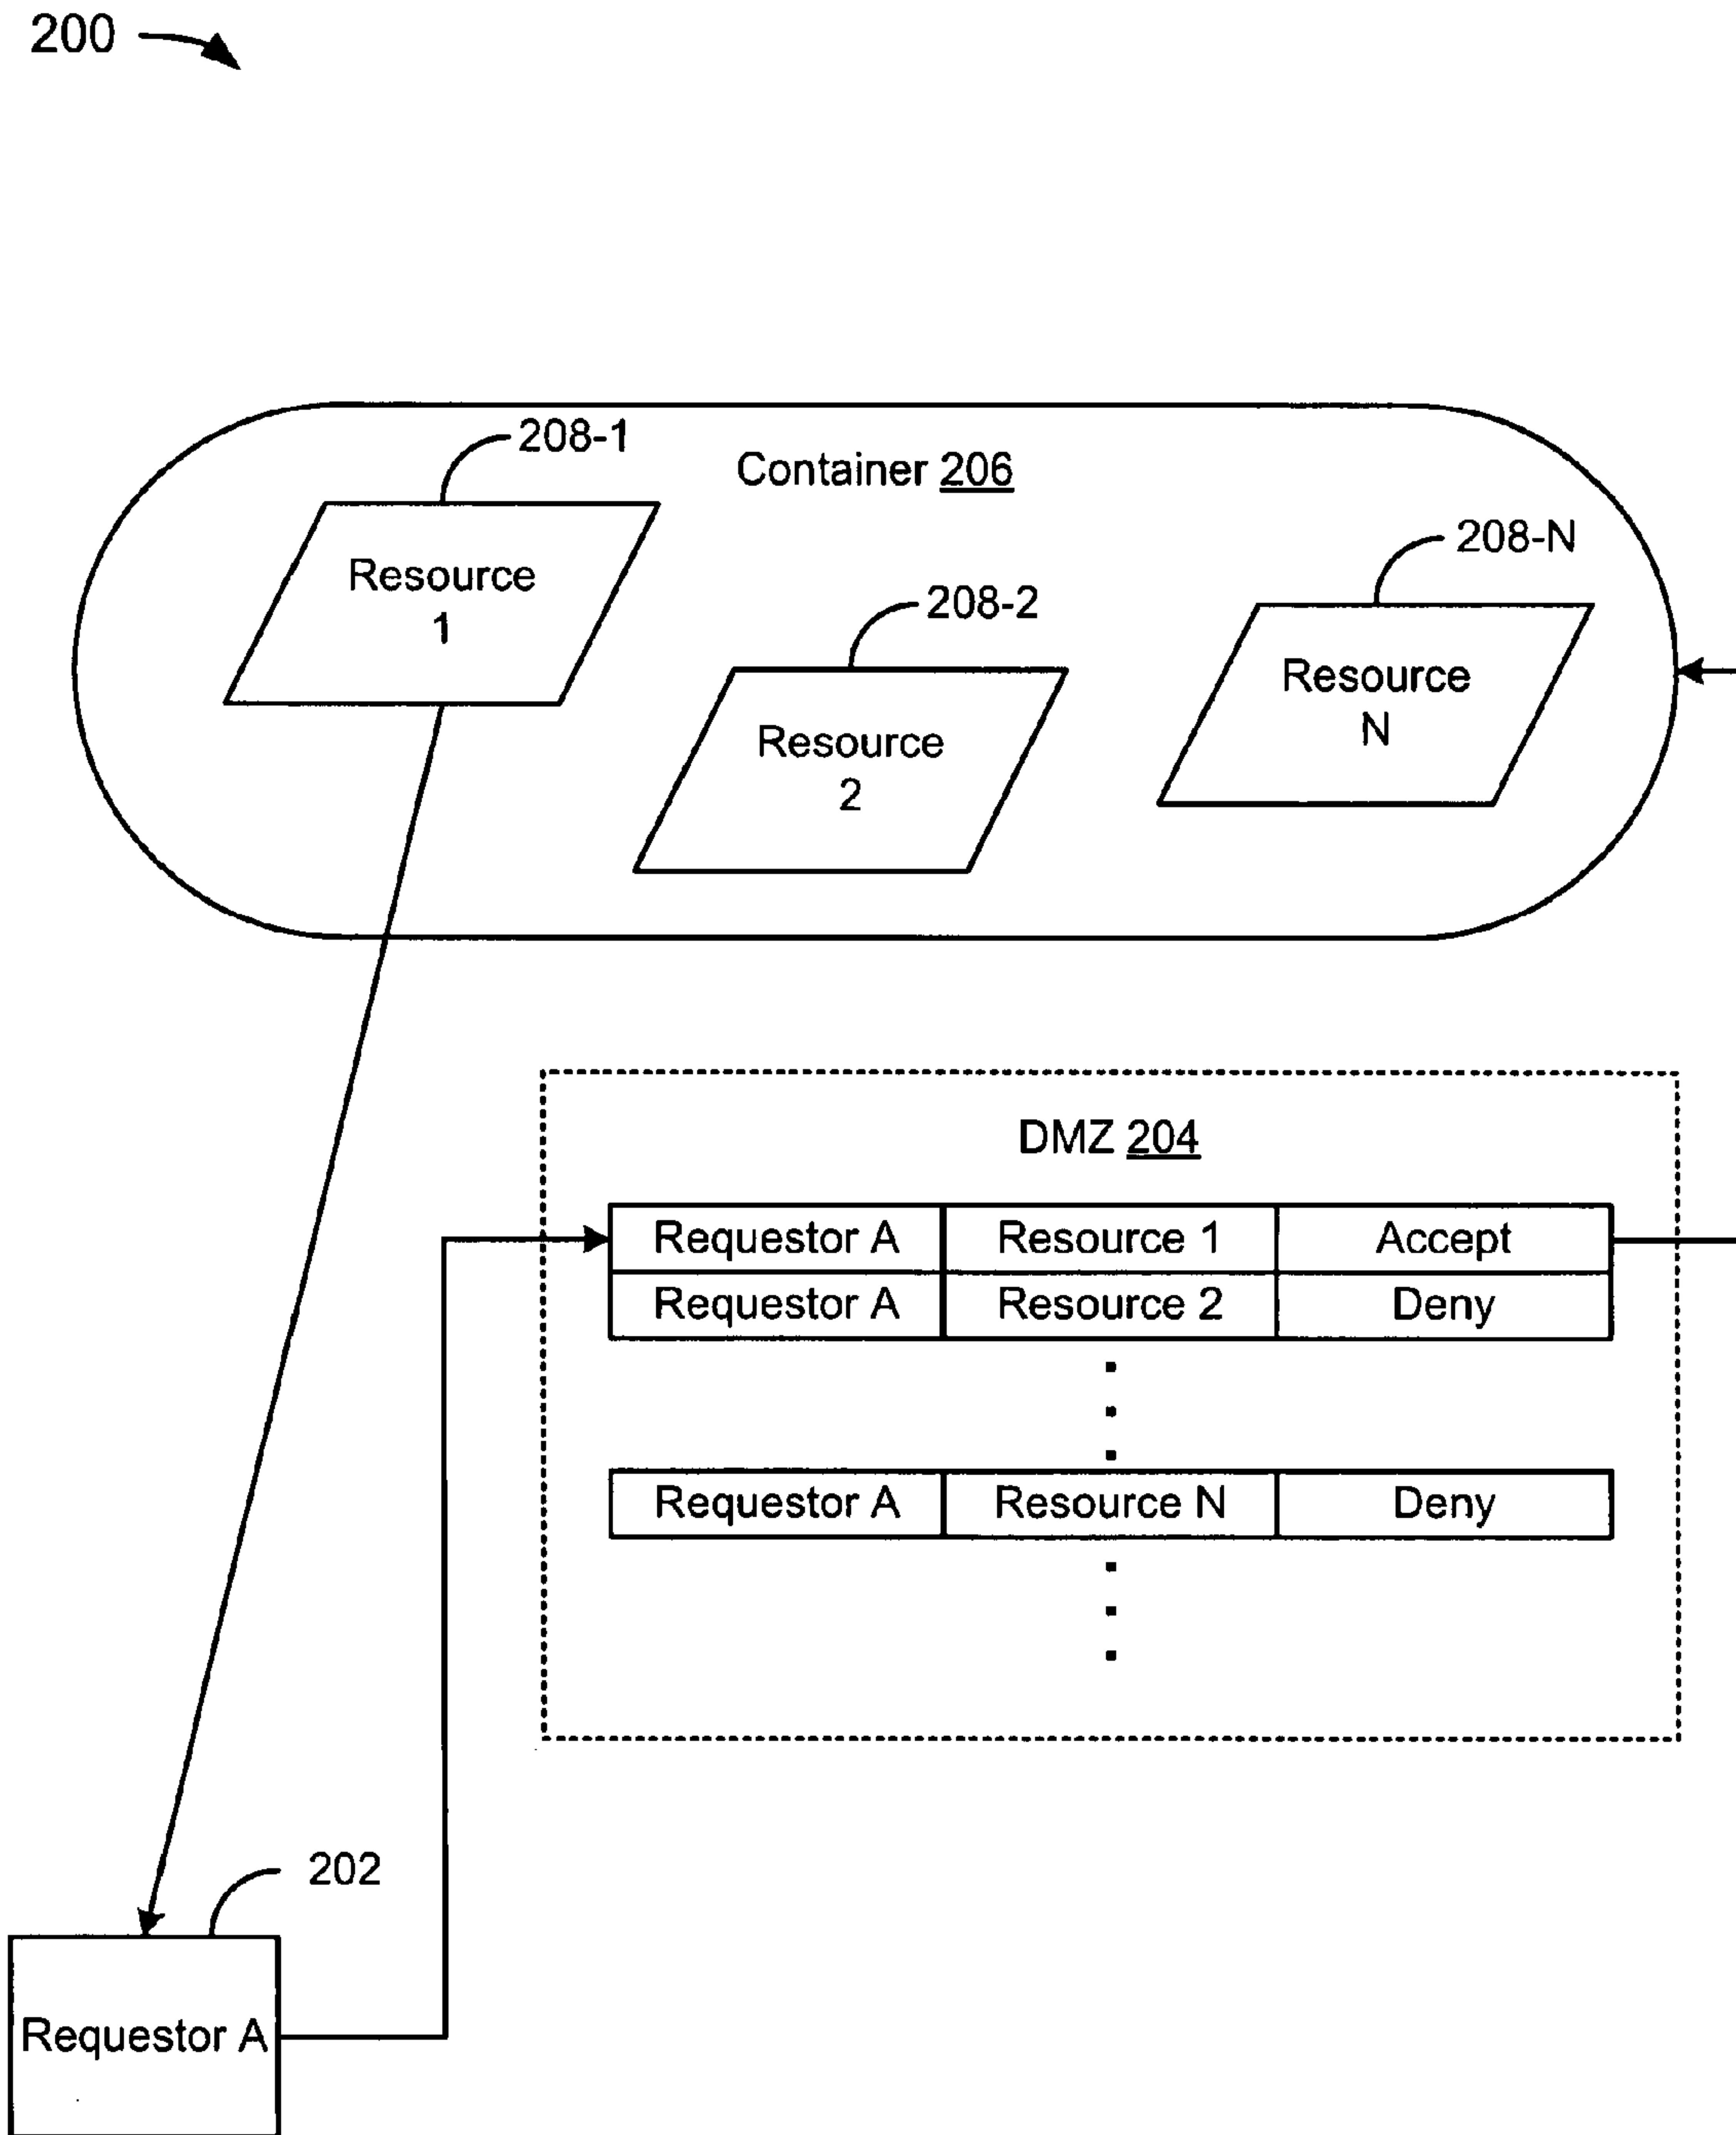 200
208-1
Container 206
208-N
Resource
1
208-2
Resource
N
Resource
2
DMZ 204
Requestor A Resource 1 Accept
Requestor A Resource 2 Deny
Requestor A Resource N Deny
202
Requestor A